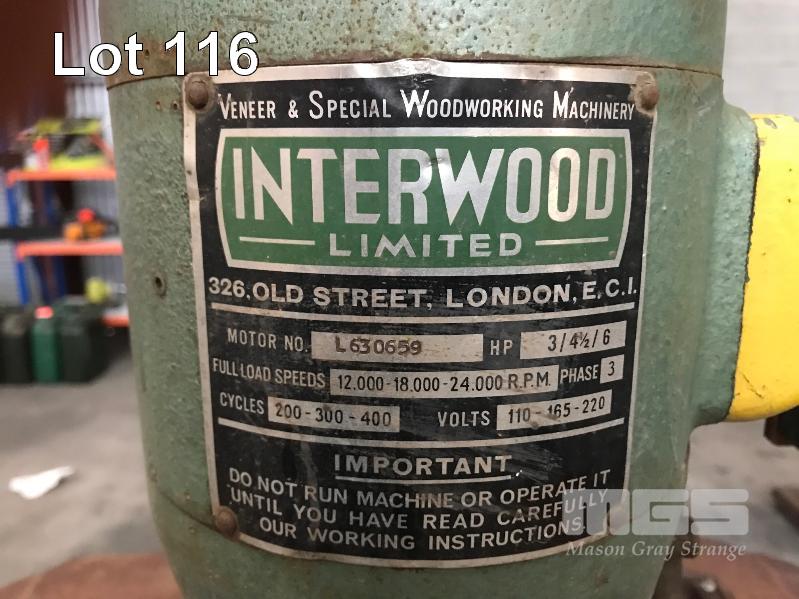 Lot 116
VENEER & SPECIAL WOODWORKING MACHINERY
INTERWOOD
LIMITED
326, OLD STREET, LONDON, E.C.I.
MOTOR NO. L630659 HP 3/4½/6
FULL LOAD SPEEDS 12.000-18.000-24.000 R.P.M. PHASE 3
CYCLES 200-300-400 VOLTS 110-165-220
IMPORTANT
DO NOT RUN MACHINE OR OPERATE IT
UNTIL YOU HAVE READ CAREFULLY
OUR WORKING INSTRUCTIONS.
MGS
Mason Gray Strange